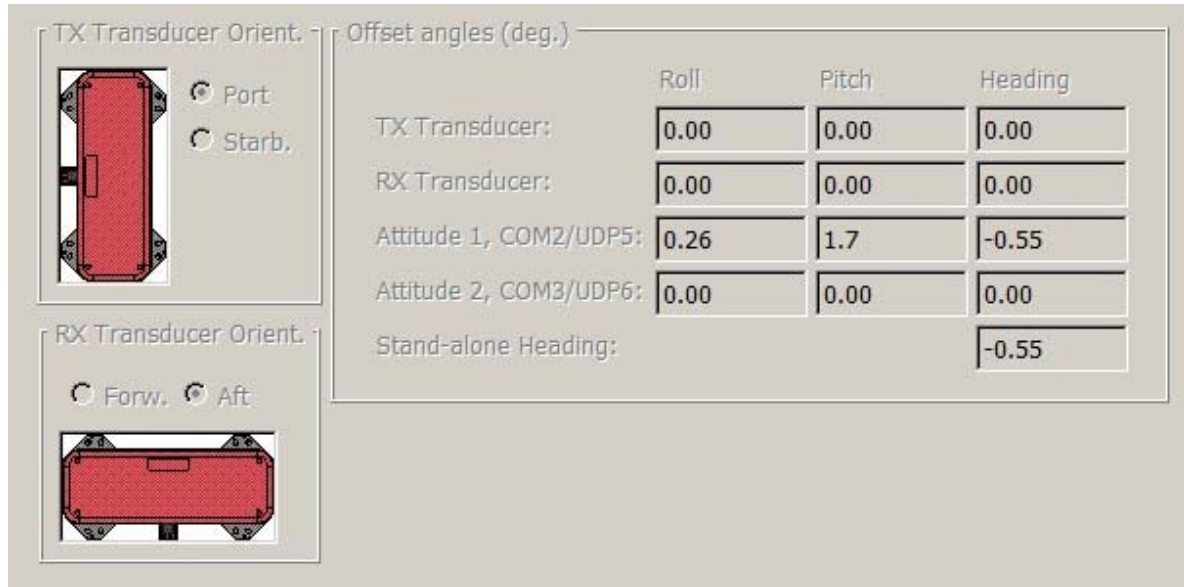 TX Transducer Orient.
Port
Starb.
RX Transducer Orient.
Forw. Aft
Offset angles (deg.)
Roll Pitch Heading
TX Transducer: 0.00 0.00 0.00
RX Transducer: 0.00 0.00 0.00
Attitude 1, COM2/UDP5: 0.26 1.7 -0.55
Attitude 2, COM3/UDP6: 0.00 0.00 0.00
Stand-alone Heading: -0.55